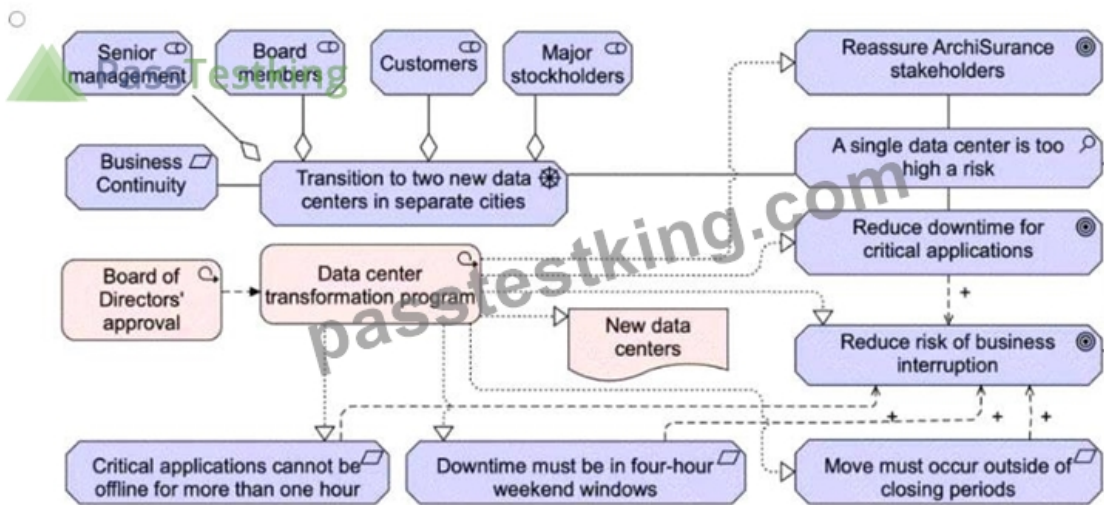 Senior
management
Board
members
Customers
Major
stockholders
Reassure ArchiSurance
stakeholders
PassTestking
Business
Continuity
Transition to two new data
centers in separate cities
A single data center is too
high a risk
Reduce downtime for
critical applications
Board of
Directors'
approval
Data center
transformation program
New data
centers
passtestking.com
+
Reduce risk of business
interruption
+
+
+
Critical applications cannot be
offline for more than one hour
Downtime must be in four-hour
weekend windows
Move must occur outside of
closing periods